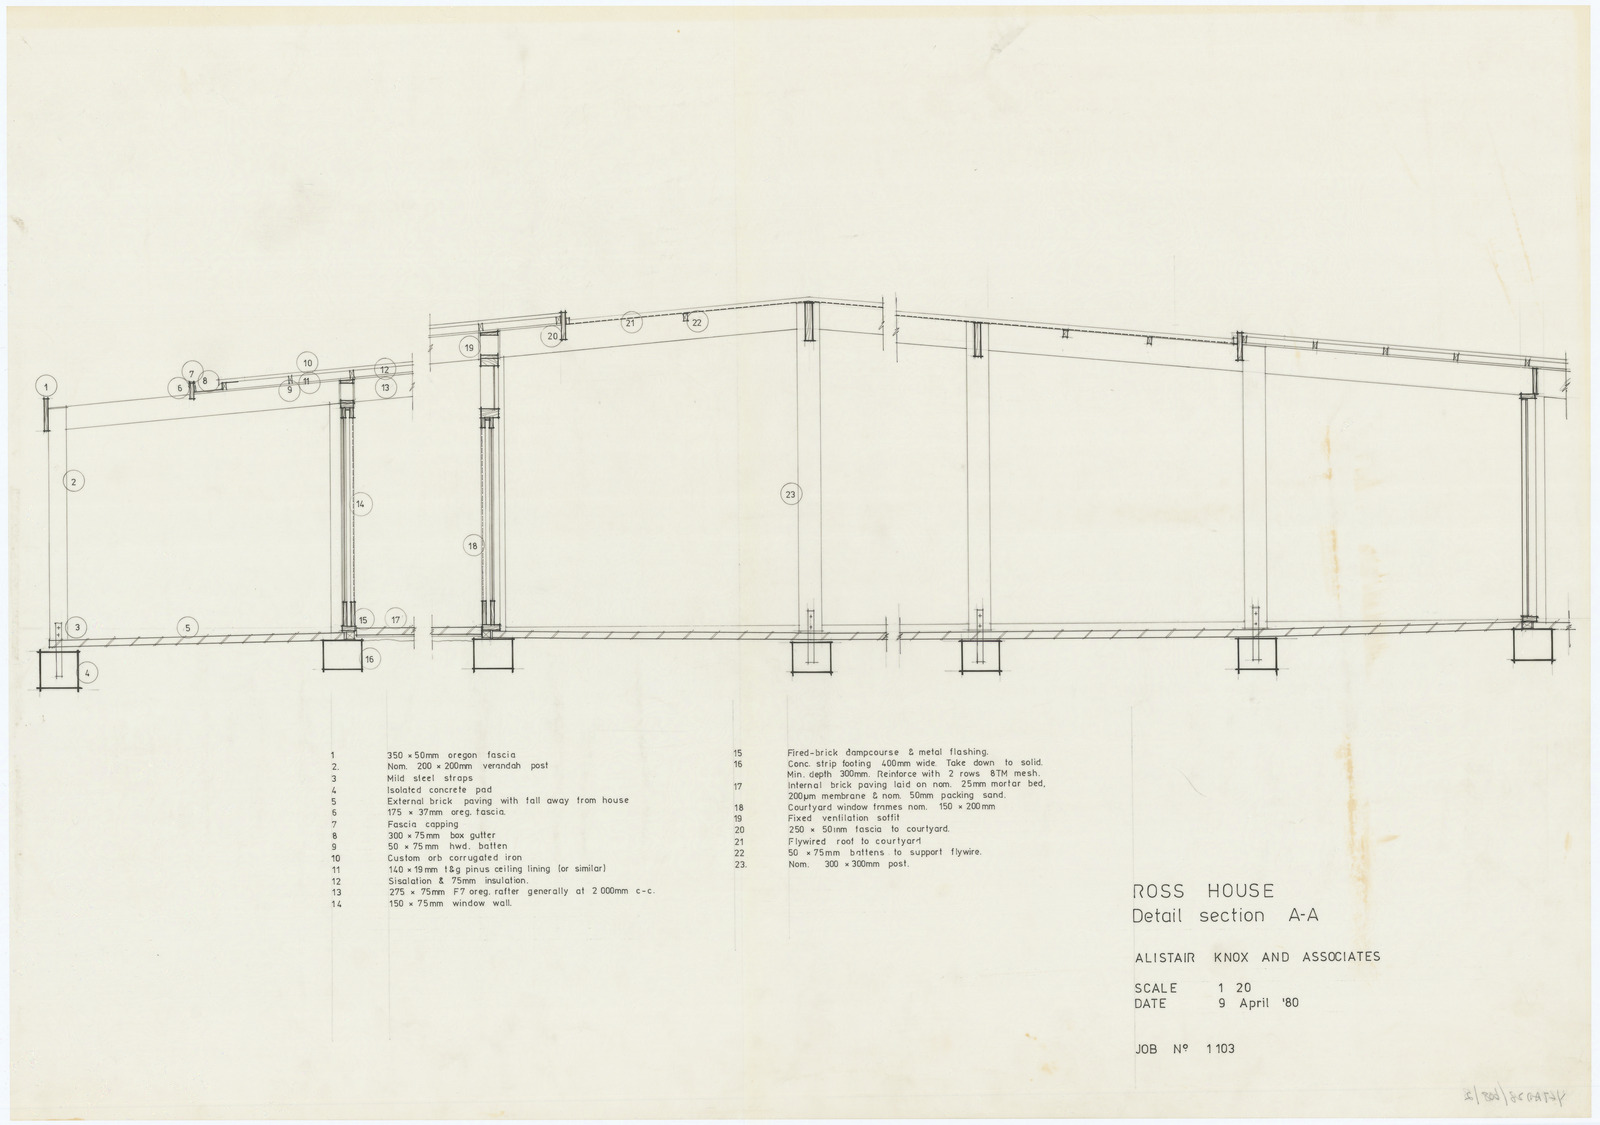 1
2
3
4
5
6
7
8
9
10
11
12
13
14
15
16
17
18
19
20
21
22
23
1 350 × 50mm oregon fascia
2. Nom. 200 × 200mm verandah post
3 Mild steel straps
4 Isolated concrete pad
5 External brick paving with fall away from house
6 175 × 37mm oreg. fascia.
7 Fascia capping
8 300 × 75mm box gutter
9 50 × 75mm hwd. batten
10 Custom orb corrugated iron
11 140 × 19mm t&g pinus ceiling lining (or similar)
12 Sisalation & 75mm insulation.
13 275 × 75mm F7 oreg. rafter generally at 2 000mm c-c.
14 150 × 75mm window wall.
15 Fired-brick dampcourse & metal flashing.
16 Conc. strip footing 400mm wide. Take down to solid.
Min. depth 300mm. Reinforce with 2 rows 8TM mesh.
17 Internal brick paving laid on nom. 25mm mortar bed,
200µm membrane & nom. 50mm packing sand.
18 Courtyard window frames nom. 150 × 200mm
19 Fixed ventilation soffit
20 250 × 50mm fascia to courtyard.
21 Flywired roof to courtyard
22 50 × 75mm battens to support flywire.
23. Nom. 300 × 300mm post.
ROSS HOUSE
Detail section A-A
ALISTAIR KNOX AND ASSOCIATES
SCALE 1 20
DATE 9 April '80
JOB Nº 1103